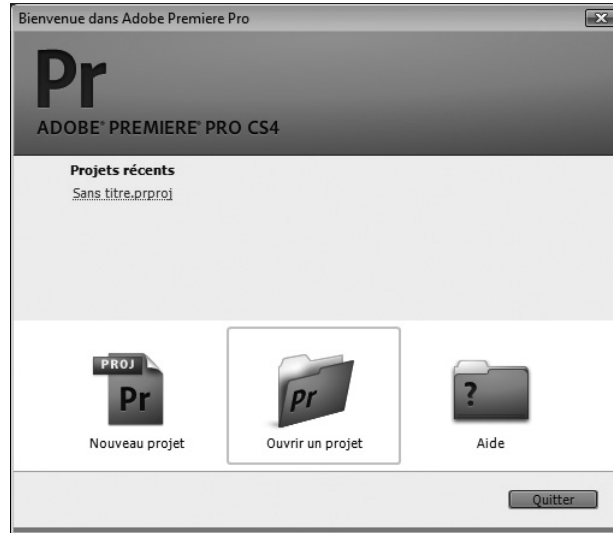 Bienvenue dans Adobe Premiere Pro
Pr
ADOBE® PREMIERE® PRO CS4
Projets récents
Sans titre.prproj
PROJ
Pr
Pr
?
Nouveau projet
Ouvrir un projet
Aide
Quitter